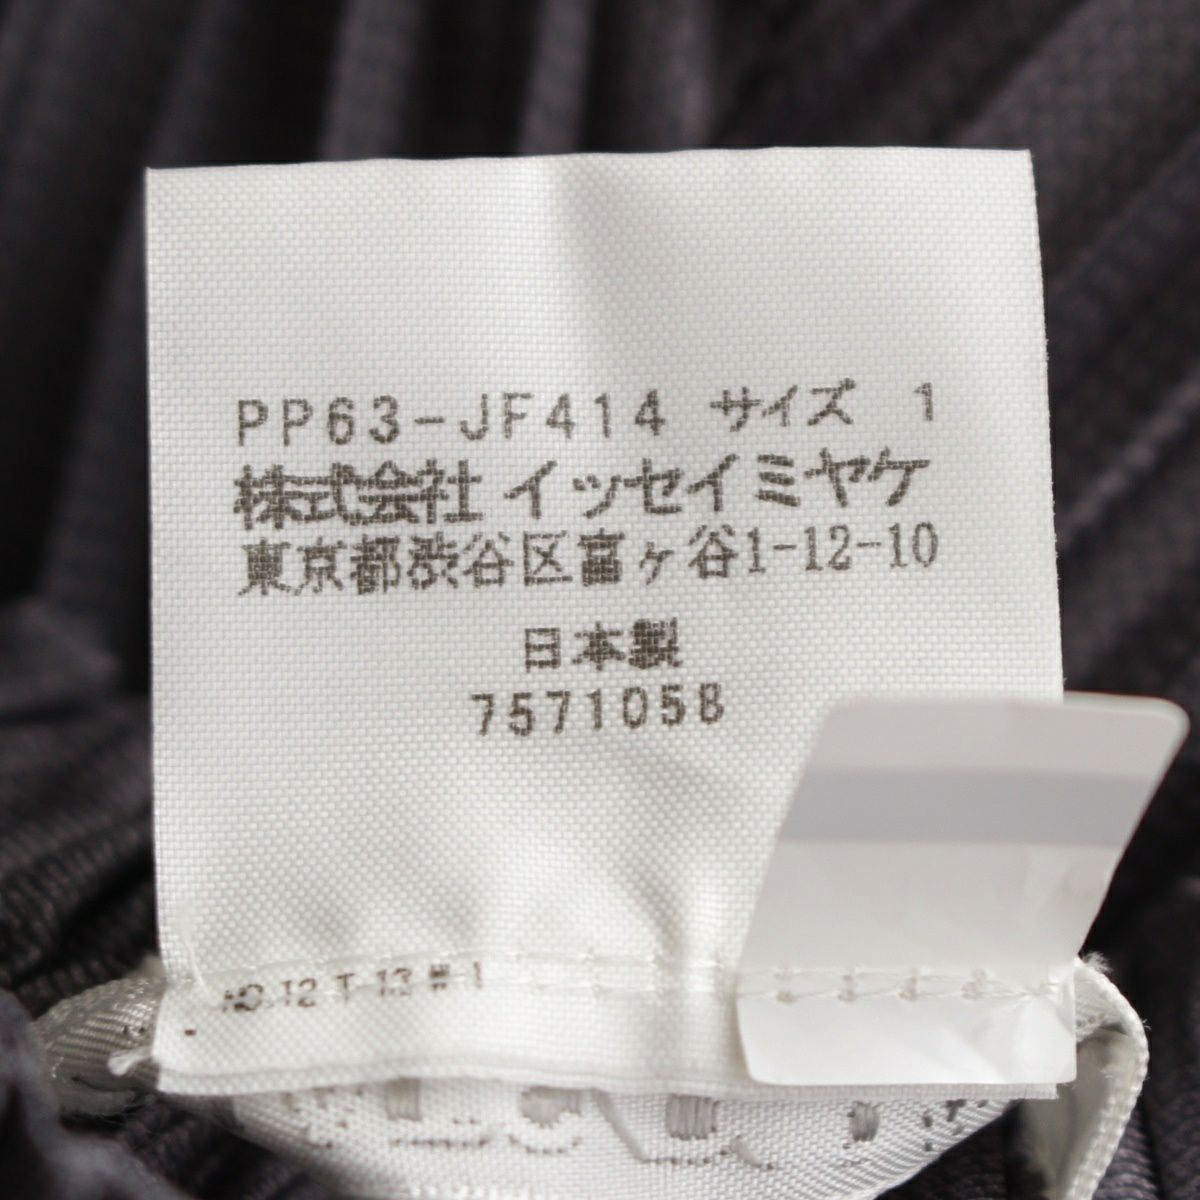 PP63-JF414 サイズ 1
株式会社 イッセイミヤケ
東京都渋谷区富ヶ谷1-12-10
日本製
7571058